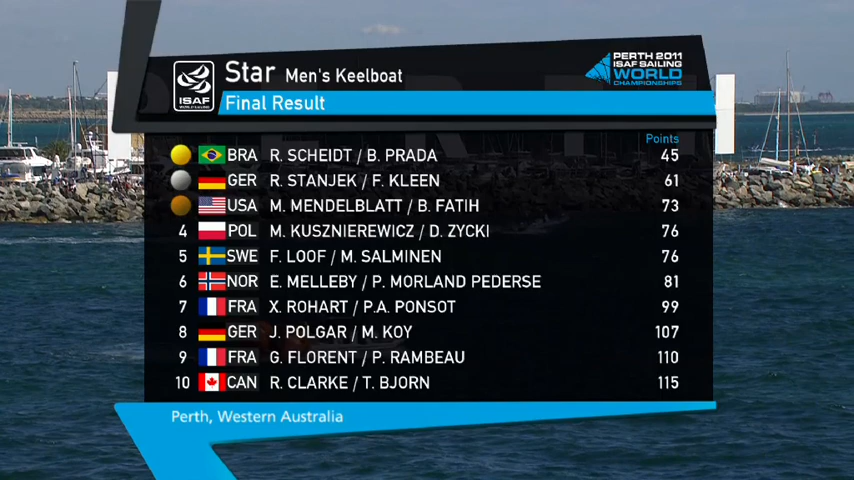 ISAF
WORLD SAILING
Star Men's Keelboat
Final Result
PERTH 2011
ISAF SAILING
WORLD
CHAMPIONSHIPS
Points
BRA R. SCHEIDT / B. PRADA 45
GER R. STANJEK / F. KLEEN 61
USA M. MENDELBLATT / B. FATIH 73
4 POL M. KUSZNIEREWICZ / D. ZYCKI 76
5 SWE F. LOOF / M. SALMINEN 76
6 NOR E. MELLEBY / P. MORLAND PEDERSE 81
7 FRA X. ROHART / P.A. PONSOT 99
8 GER J. POLGAR / M. KOY 107
9 FRA G. FLORENT / P. RAMBEAU 110
10 CAN R. CLARKE / T. BJORN 115
Perth, Western Australia